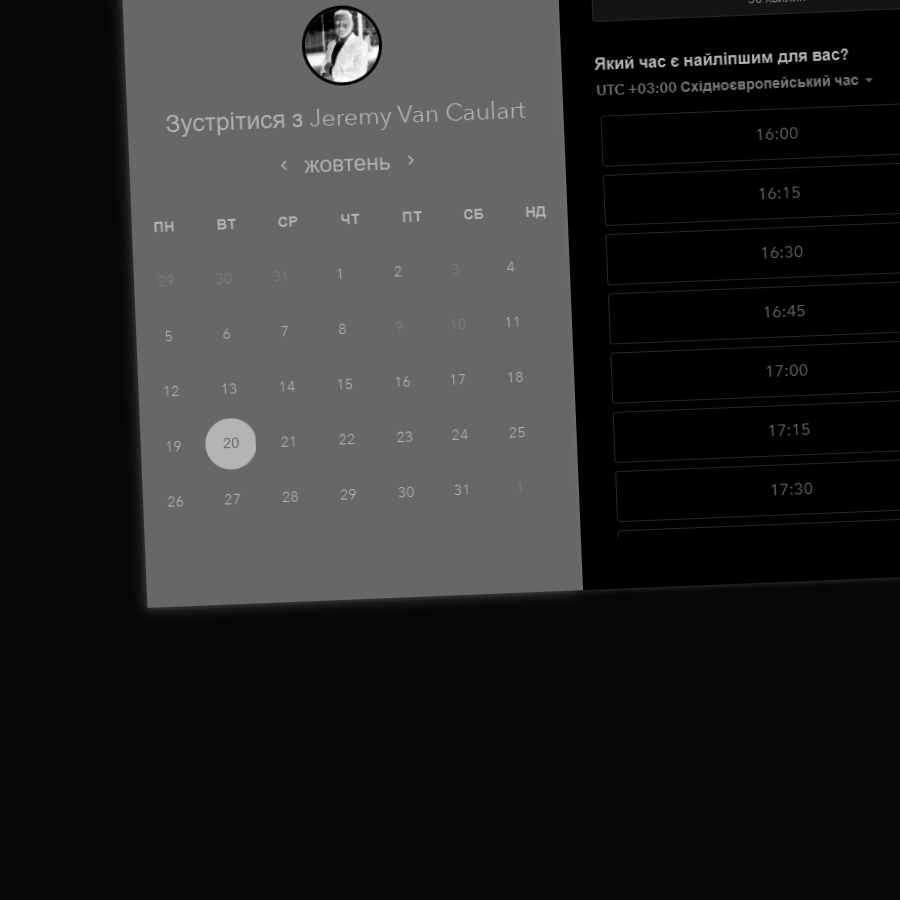 Зустрітися з Jeremy Van Caulart
‹ жовтень ›
ПН ВТ СР ЧТ ПТ СБ НД
29 30 31 1 2 3 4
5 6 7 8 9 10 11
12 13 14 15 16 17 18
19 20 21 22 23 24 25
26 27 28 29 30 31 1
Який час є найліпшим для вас?
UTC +03:00 Східноєвропейський час
16:00
16:15
16:30
16:45
17:00
17:15
17:30